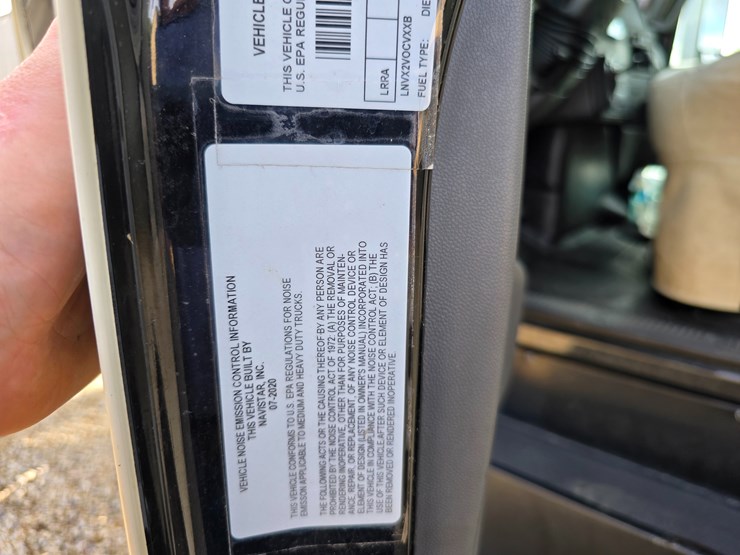 VEHICLE
THIS VEHICLE C
U.S. EPA REGU
LRRA
LNVX2VOCVXXB
FUEL TYPE: DIE
VEHICLE NOISE EMISSION CONTROL INFORMATION
THIS VEHICLE BUILT BY
NAVISTAR, INC.
07-2020
THIS VEHICLE CONFORMS TO U.S. EPA REGULATIONS FOR NOISE
EMISSION APPLICABLE TO MEDIUM AND HEAVY DUTY TRUCKS.
THE FOLLOWING ACTS OR THE CAUSING THEREOF BY ANY PERSON ARE
PROHIBITED BY THE NOISE CONTROL ACT OF 1972: (A) THE REMOVAL OR
RENDERING INOPERATIVE, OTHER THAN FOR PURPOSES OF MAINTEN-
ANCE, REPAIR, OR REPLACEMENT, OF ANY NOISE CONTROL DEVICE OR
ELEMENT OF DESIGN (LISTED IN OWNER'S MANUAL) INCORPORATED INTO
THIS VEHICLE IN COMPLIANCE WITH THE NOISE CONTROL ACT; (B) THE
USE OF THIS VEHICLE AFTER SUCH DEVICE OR ELEMENT OF DESIGN HAS
BEEN REMOVED OR RENDERED INOPERATIVE.